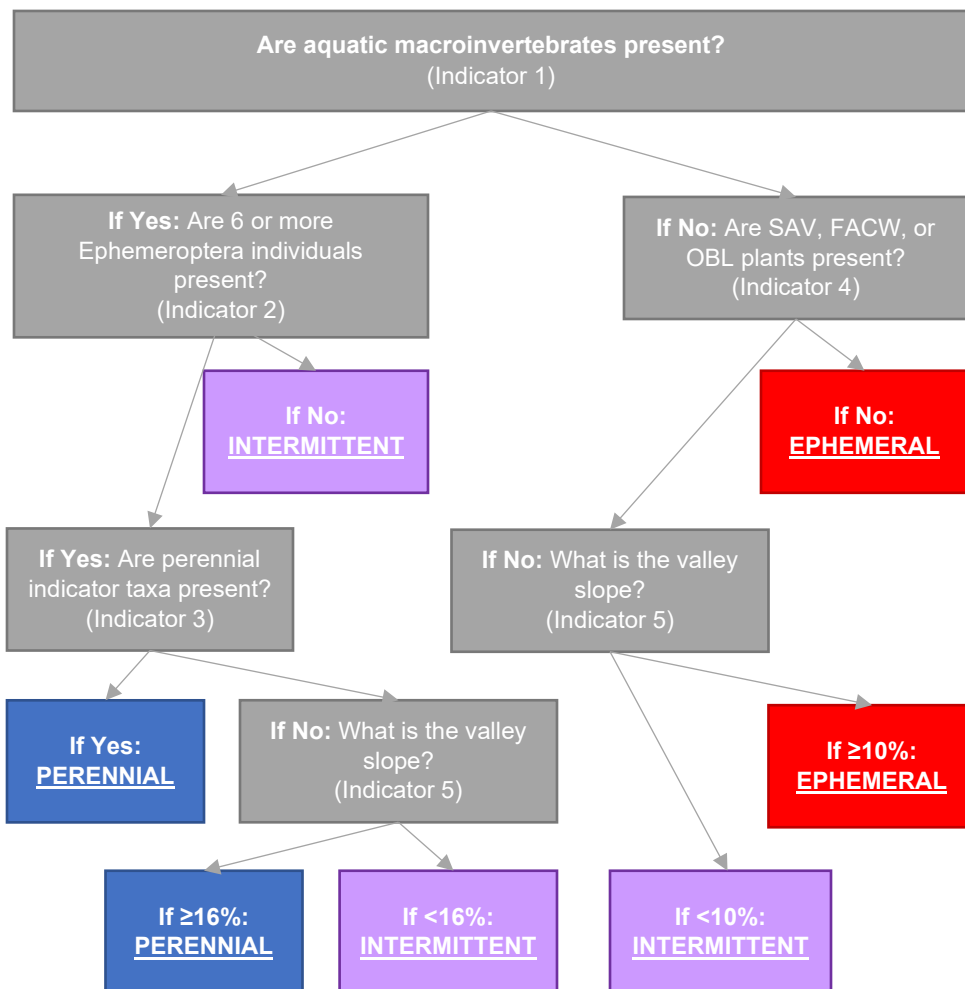 Are aquatic macroinvertebrates present?
(Indicator 1)
If Yes: Are 6 or more
Ephemeroptera individuals
present?
(Indicator 2)
If No: Are SAV, FACW, or
OBL plants present?
(Indicator 4)
If No:
INTERMITTENT
If No:
EPHEMERAL
If Yes: Are perennial
indicator taxa present?
(Indicator 3)
If No: What is the valley
slope?
(Indicator 5)
If Yes:
PERENNIAL
If No: What is the valley
slope?
(Indicator 5)
If ≥10%:
EPHEMERAL
If ≥16%:
PERENNIAL
If <16%:
INTERMITTENT
If <10%:
INTERMITTENT